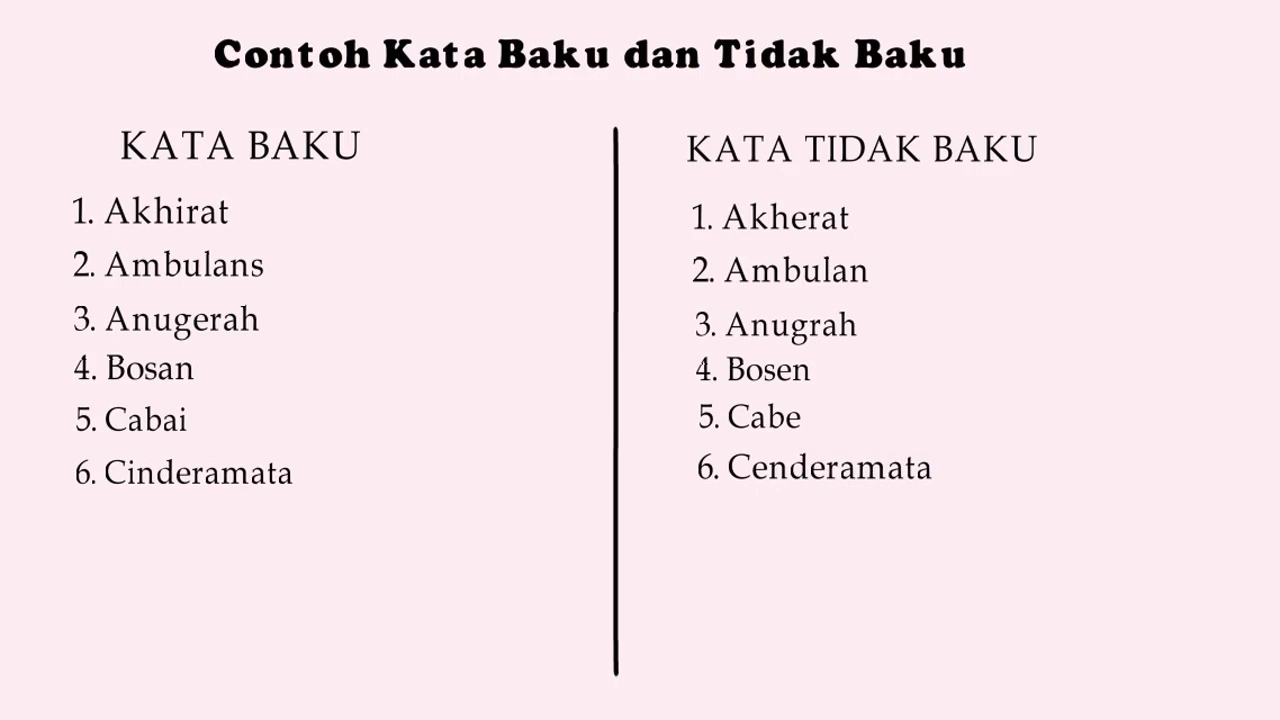 Contoh Kata Baku dan Tidak Baku
KATA BAKU
1. Akhirat
2. Ambulans
3. Anugerah
4. Bosan
5. Cabai
6. Cinderamata
KATA TIDAK BAKU
1. Akherat
2. Ambulan
3. Anugrah
4. Bosen
5. Cabe
6. Cenderamata